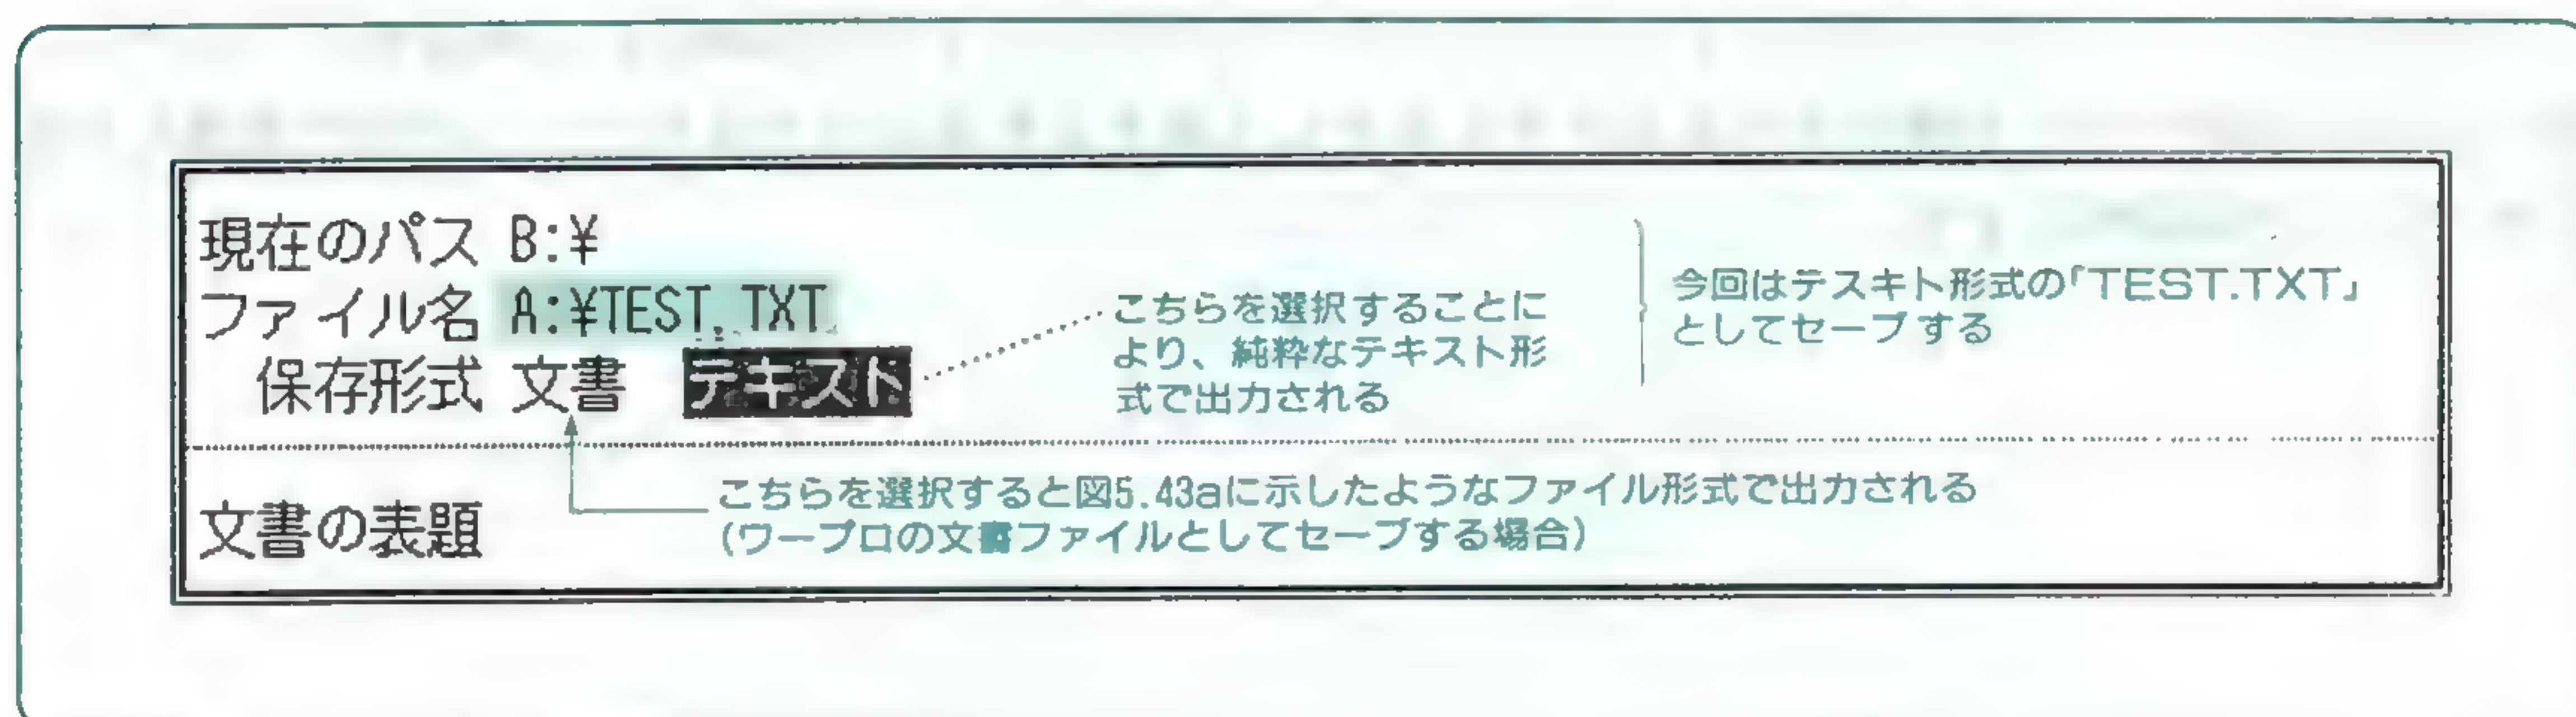 現在のパス B:¥
ファイル名 A:¥TEST.TXT
保存形式 文書 テキスト
こちらを選択することに
より、純粋なテキスト形
式で出力される
今回はテスキト形式の「TEST.TXT」
としてセーブする
こちらを選択すると図5.43aに示したようなファイル形式で出力される
(ワープロの文書ファイルとしてセーブする場合)
文書の表題